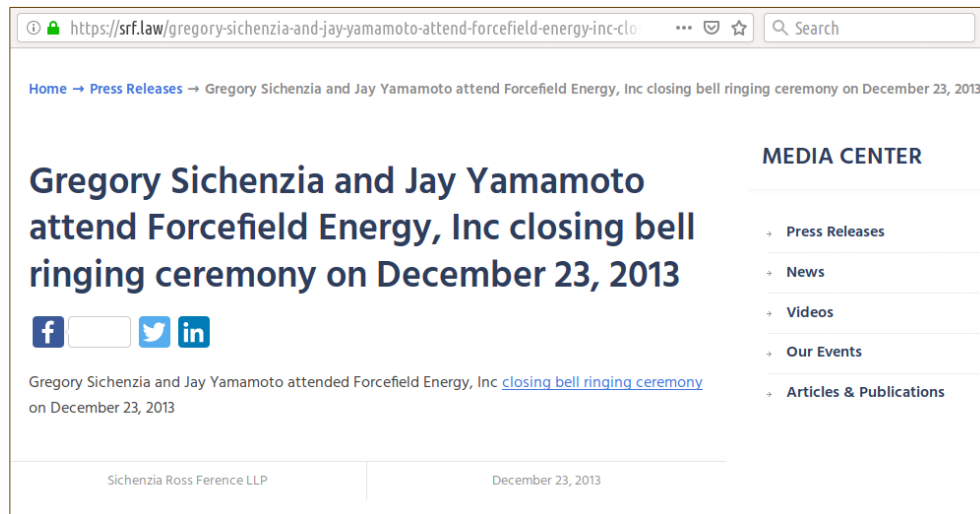 https://srf.law/gregory-sichenzia-and-jay-yamamoto-attend-forcefield-energy-inc-clo
Search
Home → Press Releases → Gregory Sichenzia and Jay Yamamoto attend Forcefield Energy, Inc closing bell ringing ceremony on December 23, 2013
Gregory Sichenzia and Jay Yamamoto
attend Forcefield Energy, Inc closing bell
ringing ceremony on December 23, 2013
f in
Gregory Sichenzia and Jay Yamamoto attended Forcefield Energy, Inc closing bell ringing ceremony
on December 23, 2013
Sichenzia Ross Ference LLP
December 23, 2013
MEDIA CENTER
Press Releases
News
Videos
Our Events
Articles & Publications